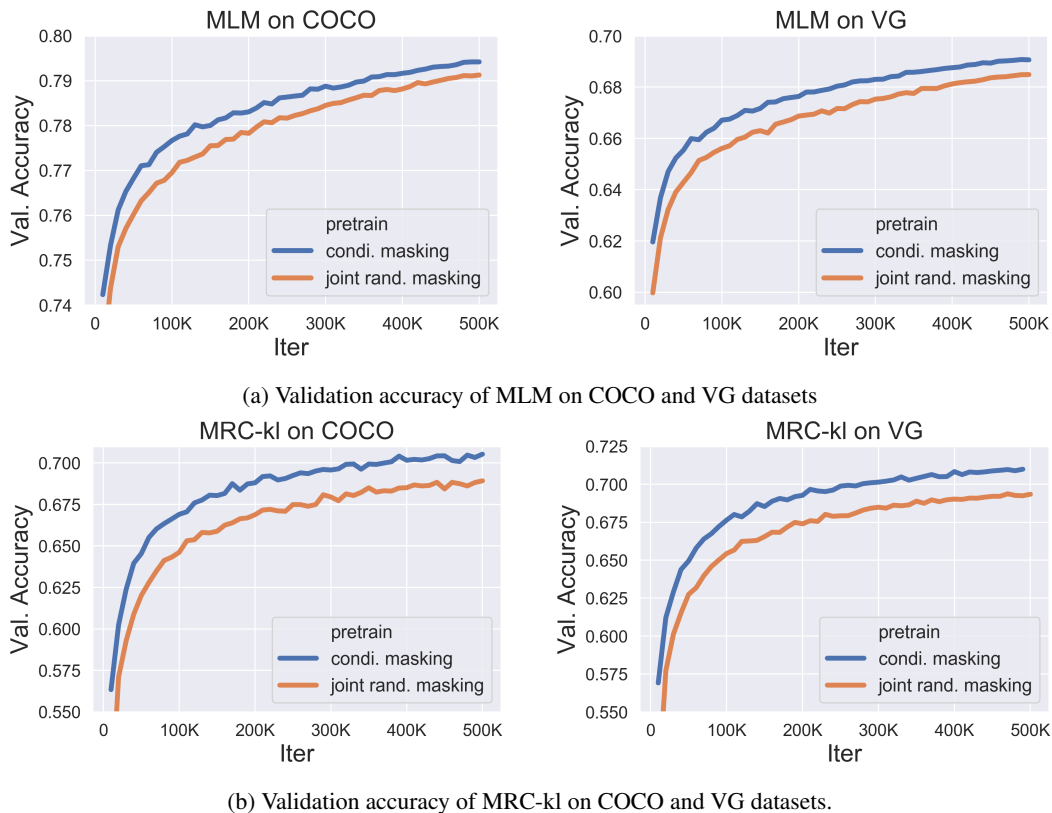 MLM on COCO
0.80
0.79
0.78
0.77
0.76
0.75
0.74
Val. Accuracy
pretrain
condi. masking
joint rand. masking
0 100K 200K 300K 400K 500K
Iter
MLM on VG
0.70
0.68
0.66
0.64
0.62
0.60
Val. Accuracy
pretrain
condi. masking
joint rand. masking
0 100K 200K 300K 400K 500K
Iter
(a) Validation accuracy of MLM on COCO and VG datasets
MRC-kl on COCO
0.700
0.675
0.650
0.625
0.600
0.575
0.550
Val. Accuracy
pretrain
condi. masking
joint rand. masking
0 100K 200K 300K 400K 500K
Iter
MRC-kl on VG
0.725
0.700
0.675
0.650
0.625
0.600
0.575
0.550
Val. Accuracy
pretrain
condi. masking
joint rand. masking
0 100K 200K 300K 400K 500K
Iter
(b) Validation accuracy of MRC-kl on COCO and VG datasets.